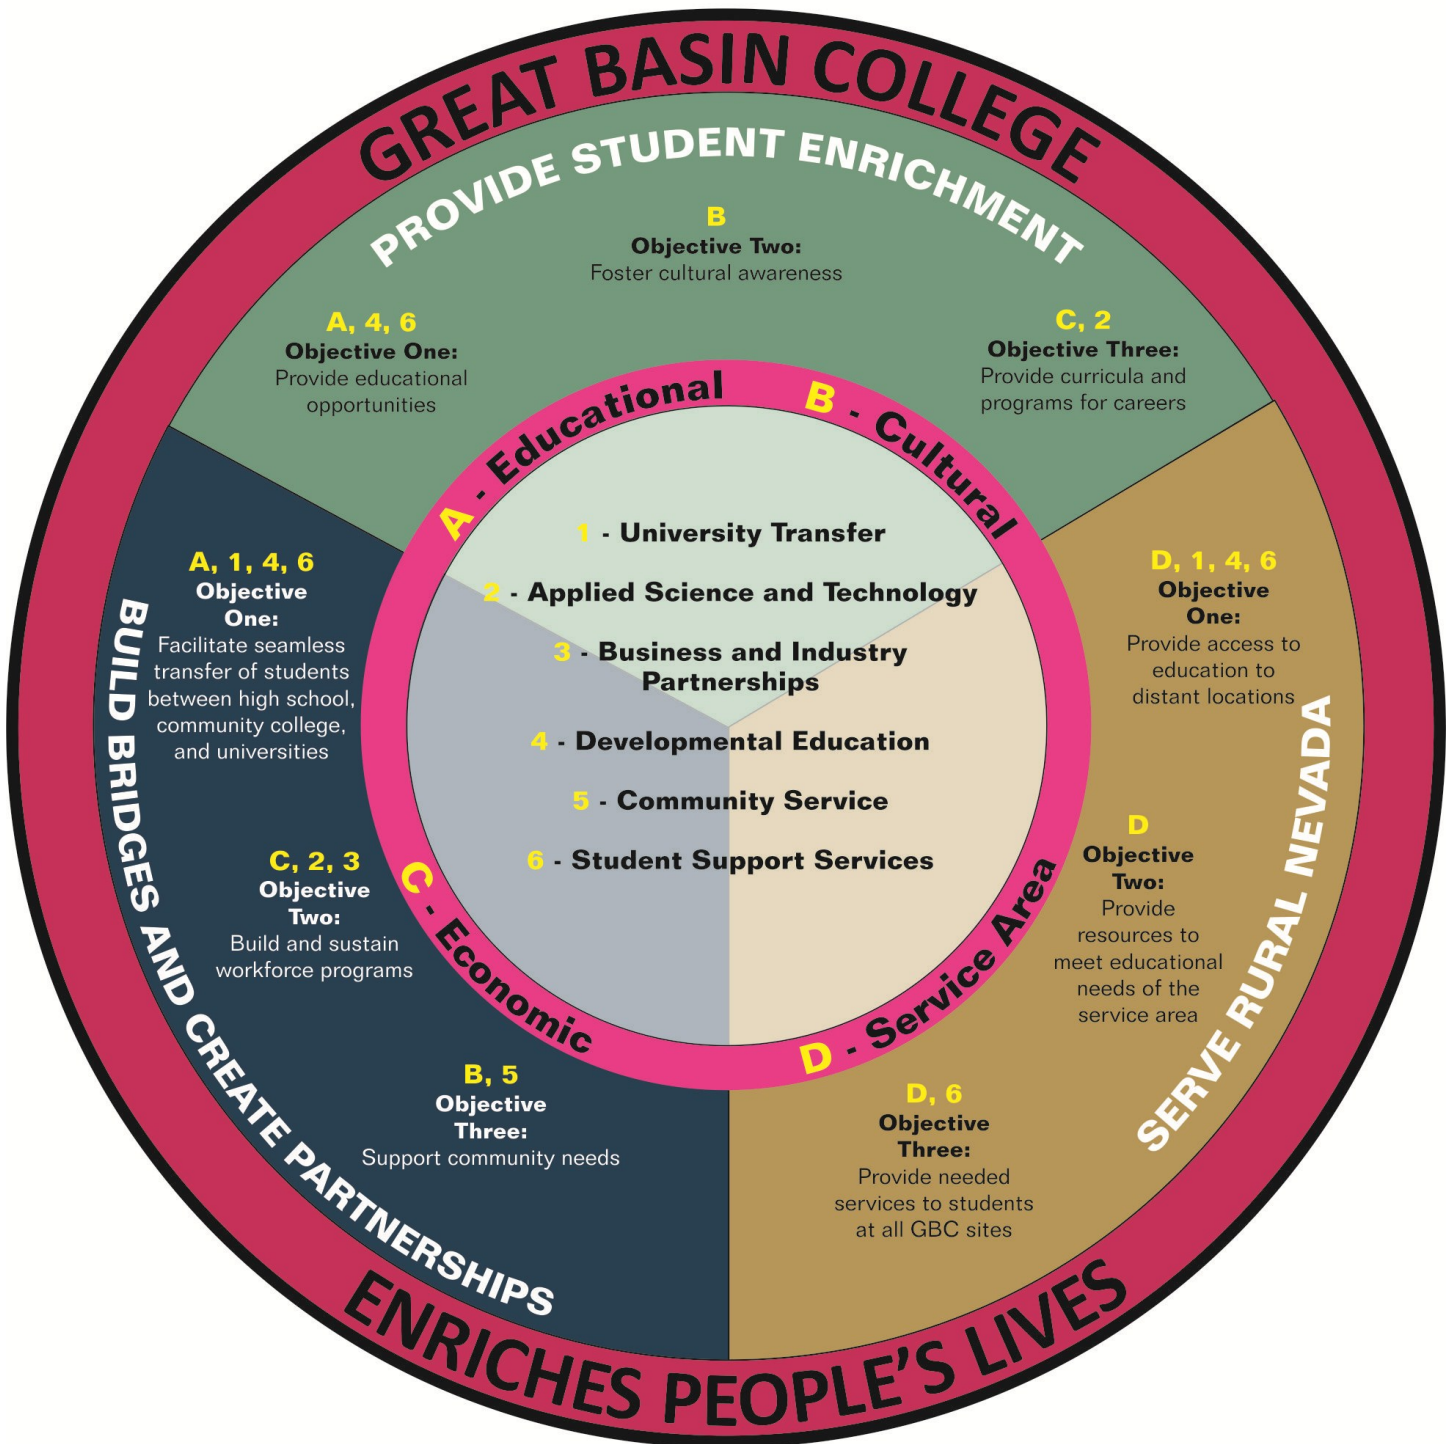 GREAT BASIN COLLEGE
PROVIDE STUDENT ENRICHMENT
B
Objective Two:
Foster cultural awareness
A, 4, 6
Objective One:
Provide educational
opportunities
C, 2
Objective Three:
Provide curricula and
programs for careers
A - Educational
B - Cultural
1 - University Transfer
2 - Applied Science and Technology
3 - Business and Industry
Partnerships
4 - Developmental Education
5 - Community Service
6 - Student Support Services
C - Economic
D - Service Area
BUILD BRIDGES AND CREATE PARTNERSHIPS
A, 1, 4, 6
Objective
One:
Facilitate seamless
transfer of students
between high school,
community college,
and universities
C, 2, 3
Objective
Two:
Build and sustain
workforce programs
B, 5
Objective
Three:
Support community needs
SERVE RURAL NEVADA
D, 1, 4, 6
Objective
One:
Provide access to
education to
distant locations
D
Objective
Two:
Provide
resources to
meet educational
needs of the
service area
D, 6
Objective
Three:
Provide needed
services to students
at all GBC sites
ENRICHES PEOPLE’S LIVES